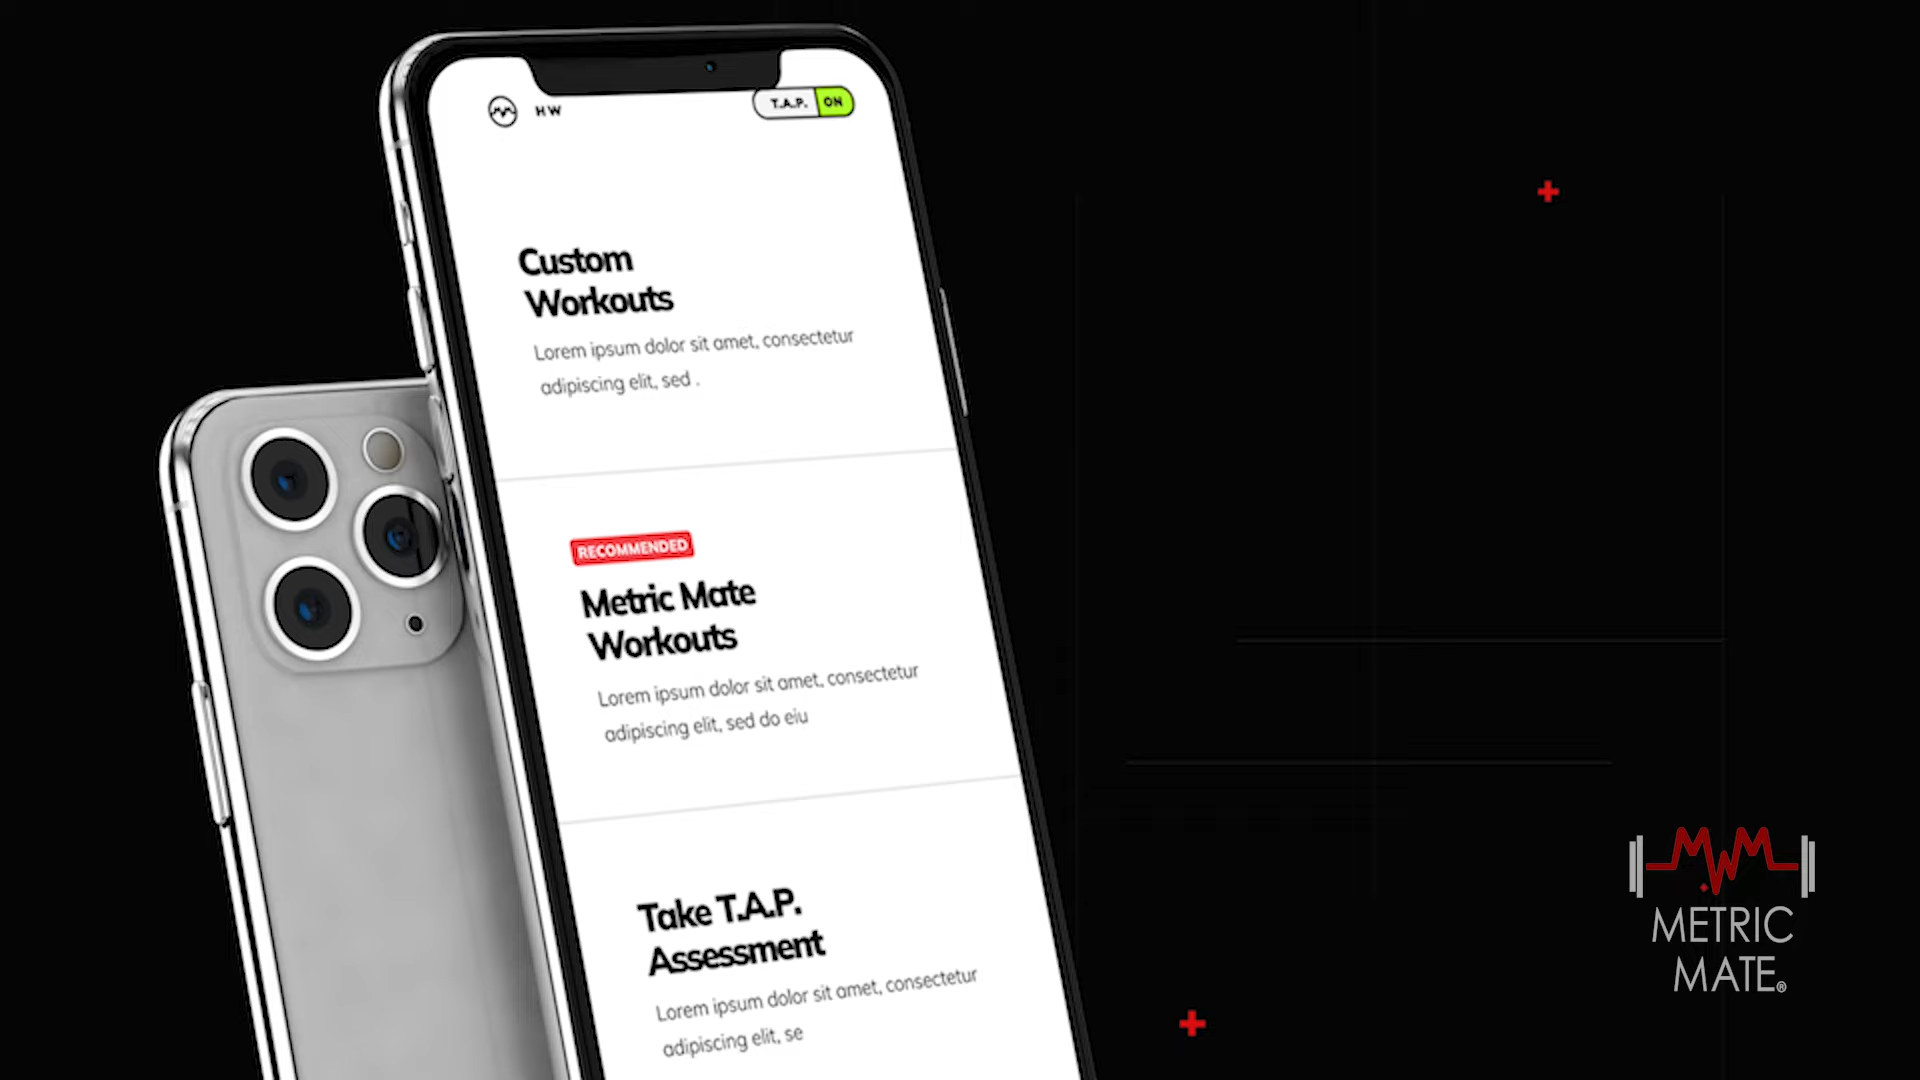 HW
T.A.P. ON
Custom
Workouts
Lorem ipsum dolor sit amet, consectetur
adipiscing elit, sed .
RECOMMENDED
Metric Mate
Workouts
Lorem ipsum dolor sit amet, consectetur
adipiscing elit, sed do eiu
Take T.A.P.
Assessment
Lorem ipsum dolor sit amet, consectetur
adipiscing elit, se
METRIC
MATE®